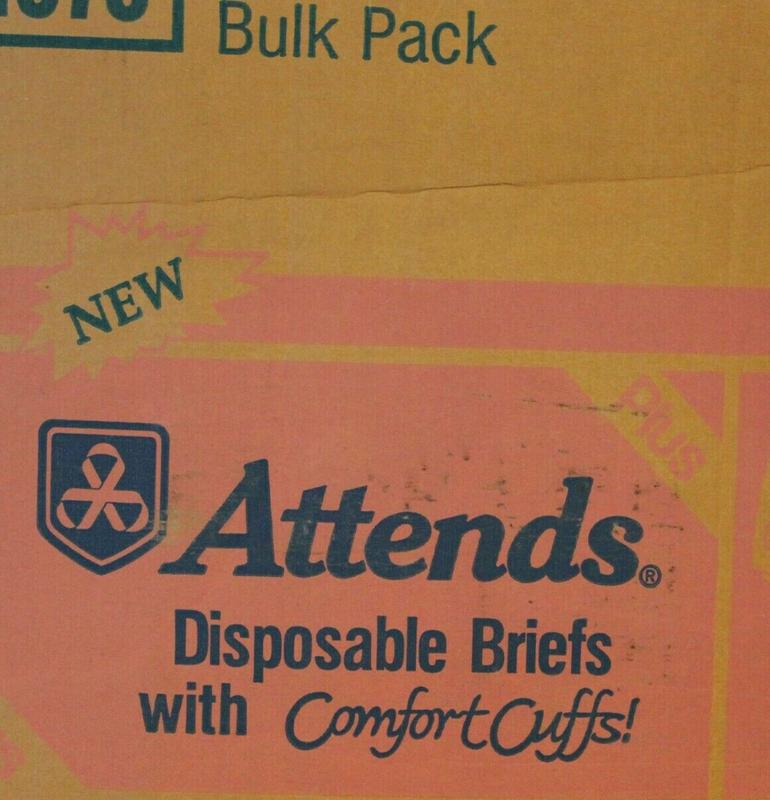 Bulk Pack
NEW
Plus
Attends®
Disposable Briefs
with Comfort Cuffs!